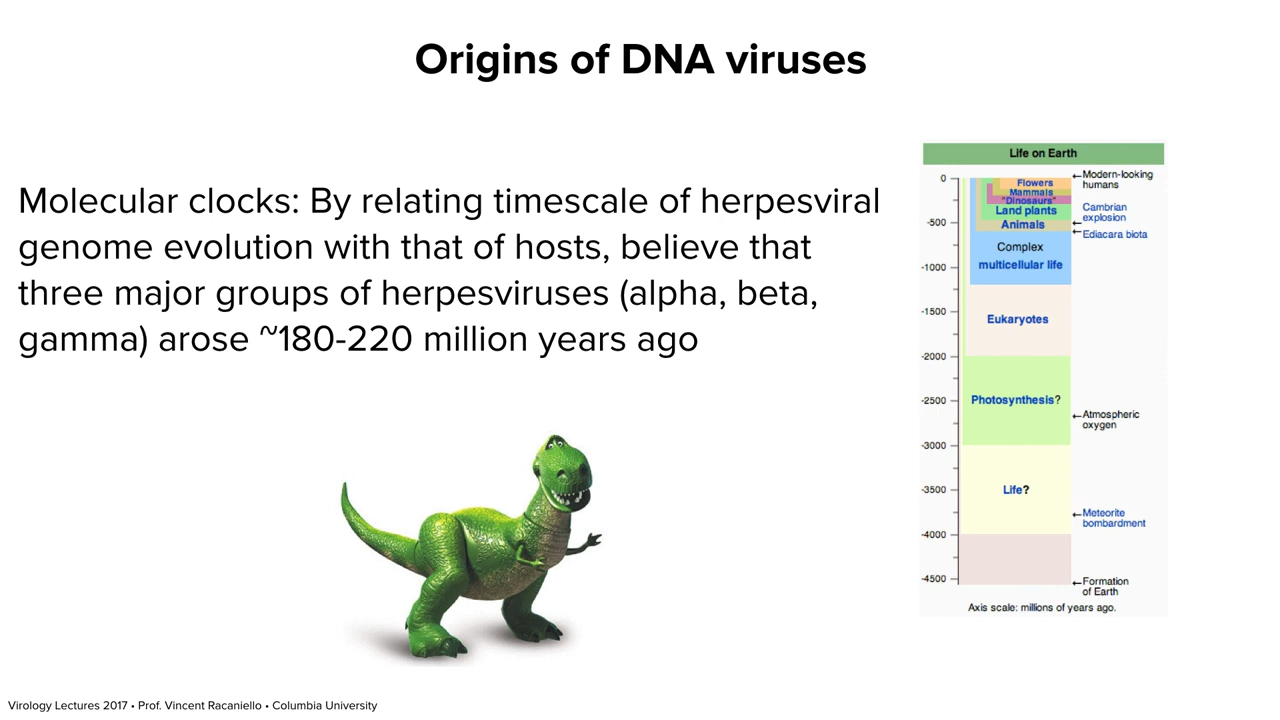 Origins of DNA viruses
Molecular clocks: By relating timescale of herpesviral
genome evolution with that of hosts, believe that
three major groups of herpesviruses (alpha, beta,
gamma) arose ~180-220 million years ago
Life on Earth
0
-500
-1000
-1500
-2000
-2500
-3000
-3500
-4000
-4500
Flowers
Mammals
"Dinosaurs"
Land plants
Animals
Complex
multicellular life
Eukaryotes
Photosynthesis?
Life?
←Modern-looking
humans
Cambrian
explosion
←Ediacara biota
←Atmospheric
oxygen
←Meteorite
bombardment
←Formation
of Earth
Axis scale: millions of years ago.
Virology Lectures 2017 • Prof. Vincent Racaniello • Columbia University